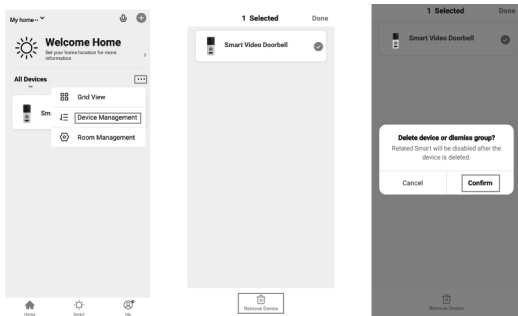 My home··
Welcome Home
Set your home location for more
information
All Devices
Grid View
Sm
Device Management
Room Management
Home
Smart
Me
1 Selected
Done
Smart Video Doorbell
Remove Device
1 Selected
Done
Smart Video Doorbell
Delete device or dismiss group?
Related Smart will be disabled after the
device is deleted.
Cancel
Confirm
Remove Device